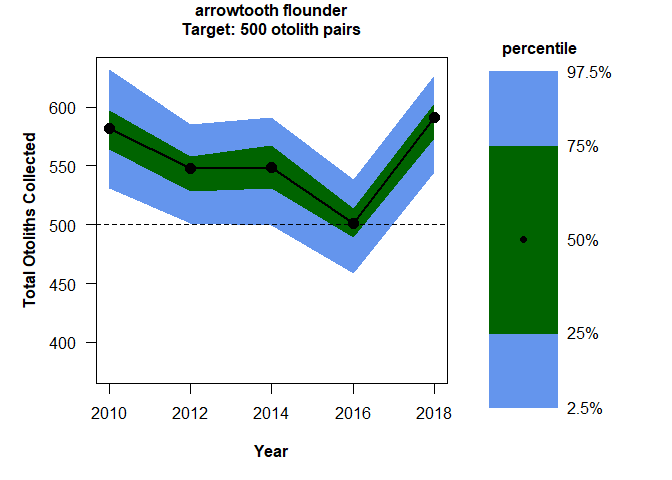 arrowtooth flounder
Target: 500 otolith pairs
percentile
97.5%
75%
50%
25%
2.5%
Total Otoliths Collected
600
550
500
450
400
2010 2012 2014 2016 2018
Year